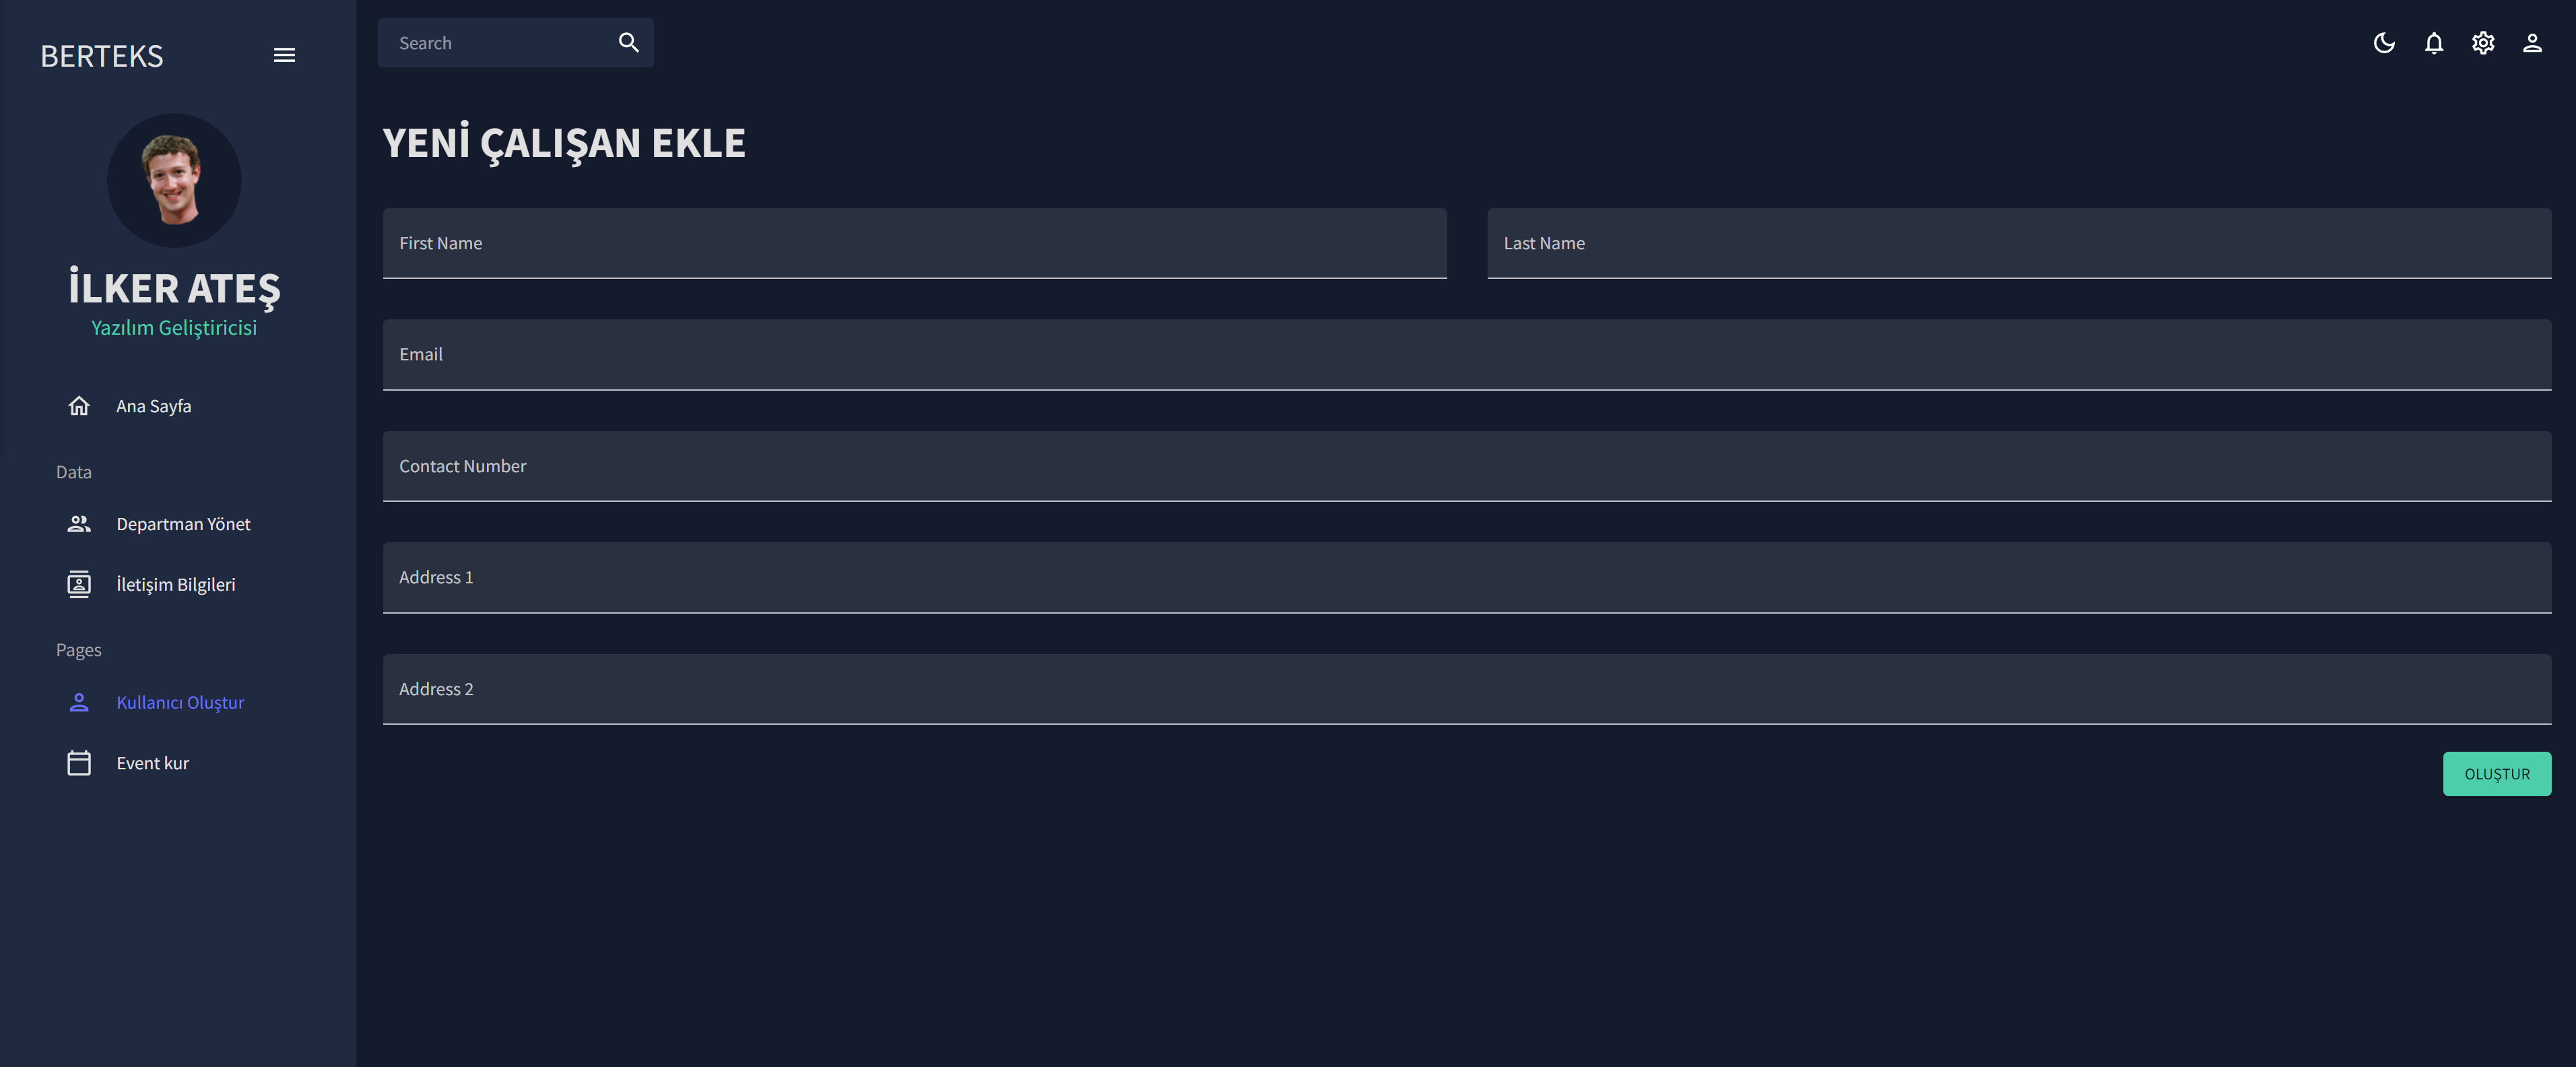 BERTEKS
İLKER ATEŞ
Yazılım Geliştiricisi
Ana Sayfa
Data
Departman Yönet
İletişim Bilgileri
Pages
Kullanıcı Oluştur
Event kur
Search
YENİ ÇALIŞAN EKLE
First Name
Last Name
Email
Contact Number
Address 1
Address 2
OLUŞTUR